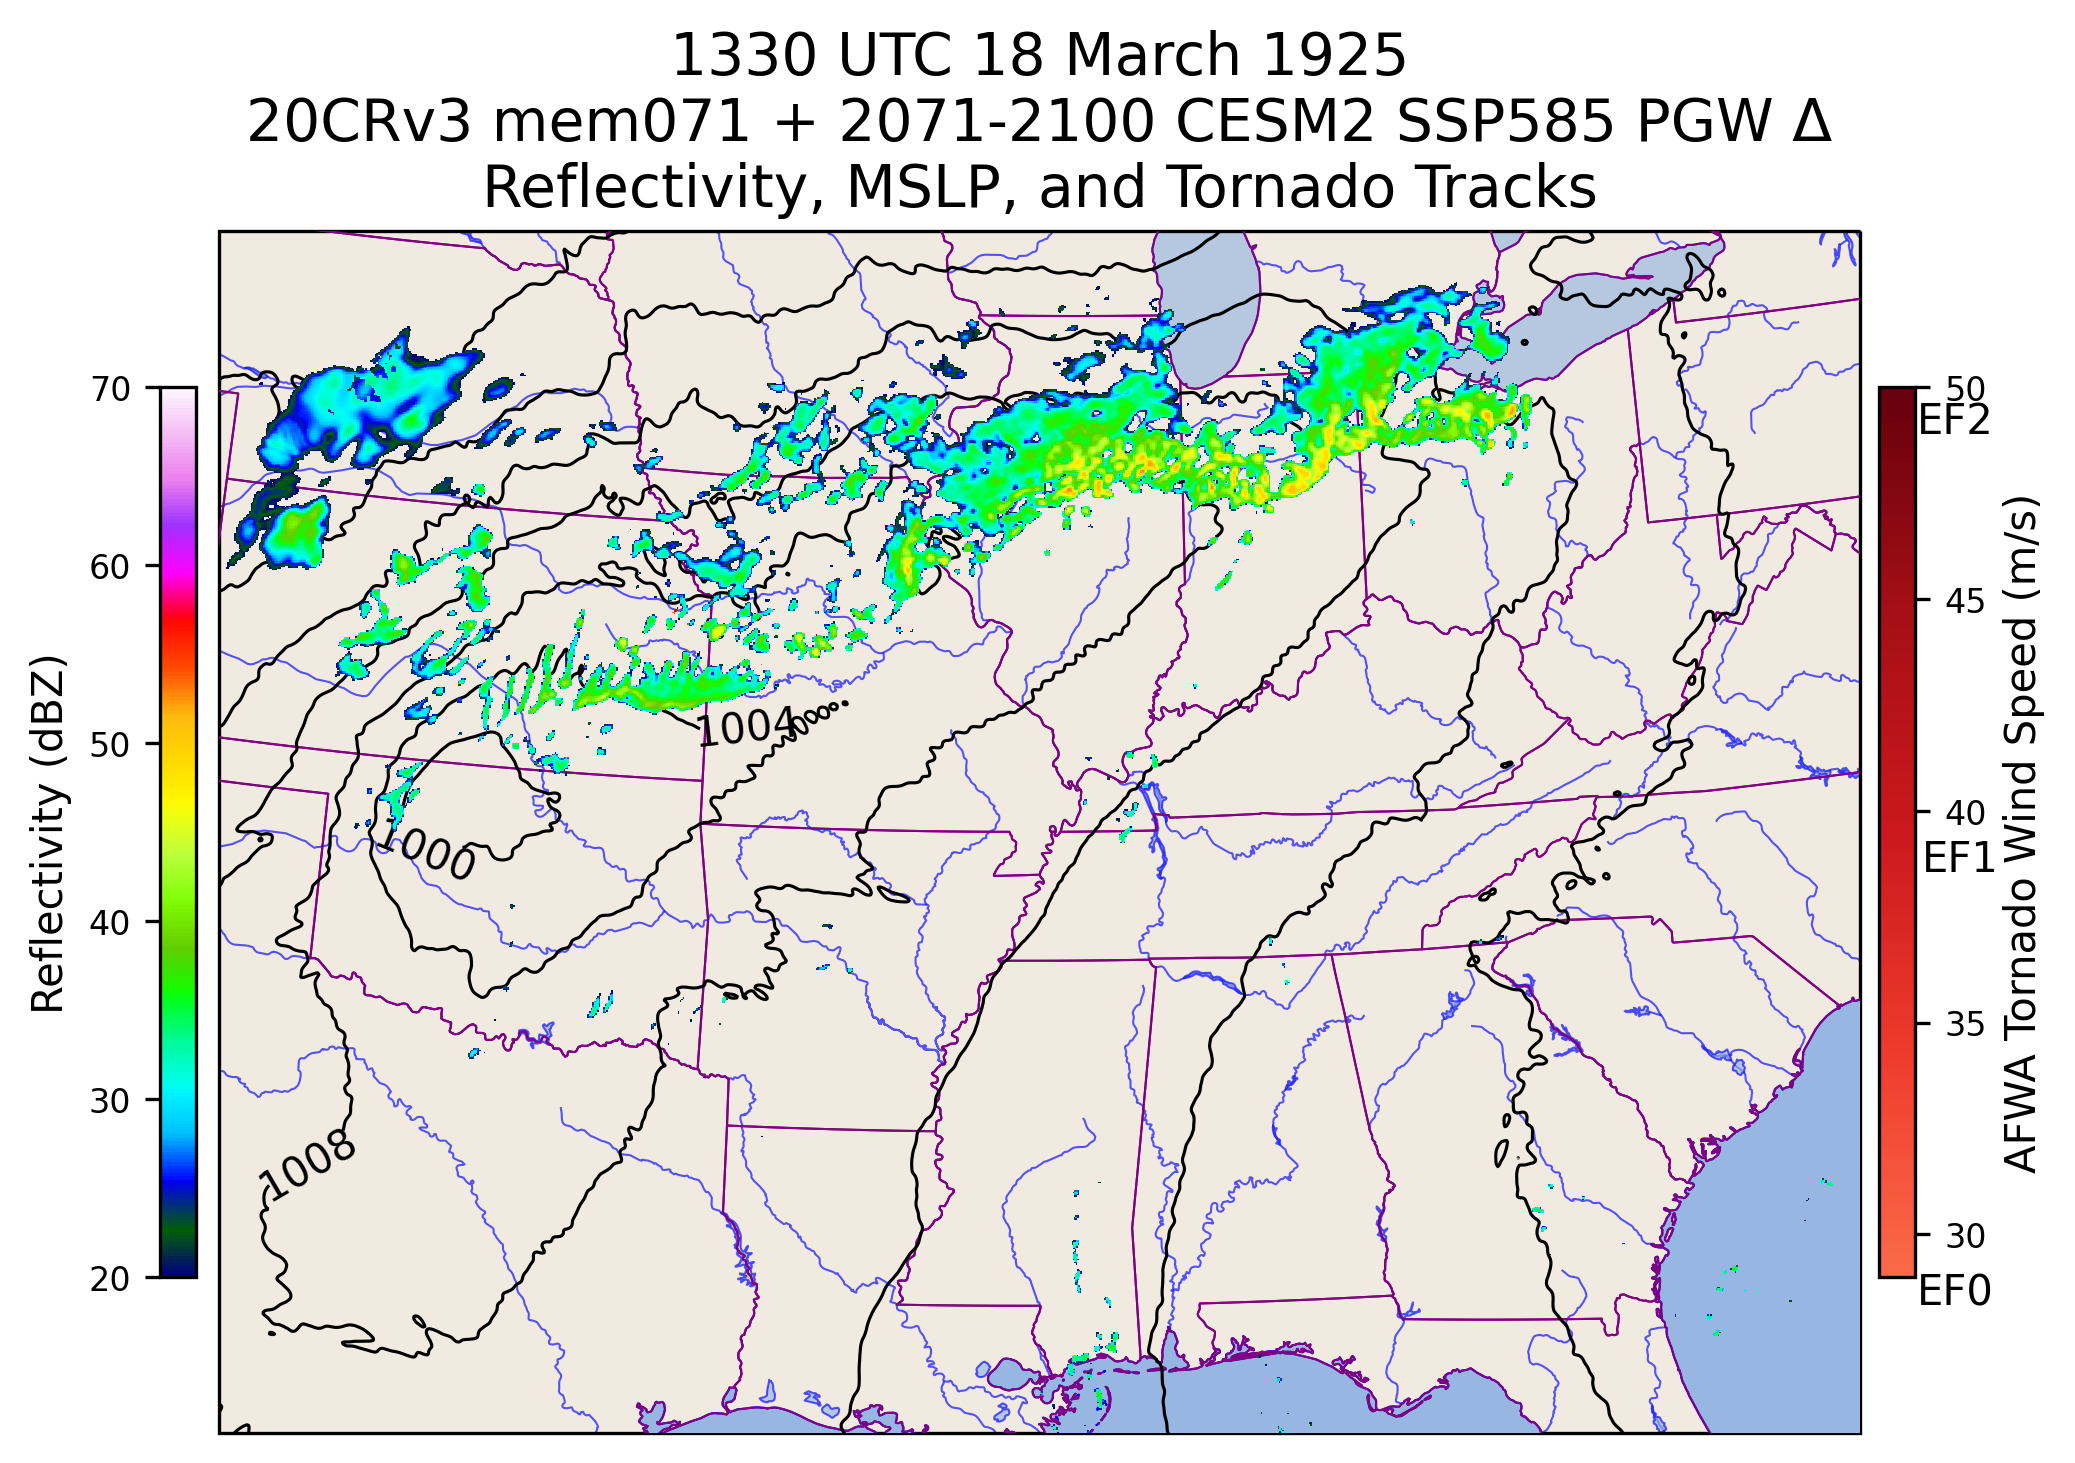 1330 UTC 18 March 1925
20CRv3 mem071 + 2071-2100 CESM2 SSP585 PGW Δ
Reflectivity, MSLP, and Tornado Tracks
70
60
50
40
30
20
Reflectivity (dBZ)
1004
1000
1008
50
EF2
45
40
EF1
35
30
EF0
AFWA Tornado Wind Speed (m/s)